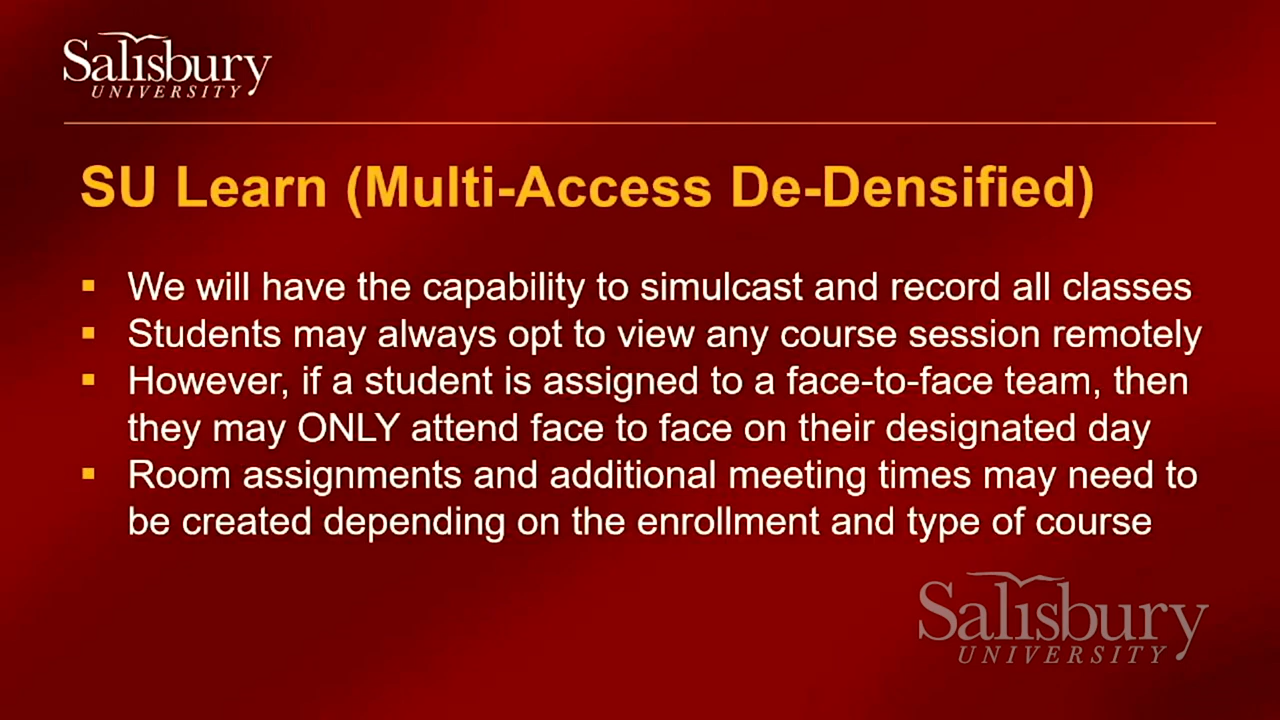 Salisbury
UNIVERSITY
SU Learn (Multi-Access De-Densified)
▪ We will have the capability to simulcast and record all classes
▪ Students may always opt to view any course session remotely
▪ However, if a student is assigned to a face-to-face team, then
they may ONLY attend face to face on their designated day
▪ Room assignments and additional meeting times may need to
be created depending on the enrollment and type of course
Salisbury
UNIVERSITY